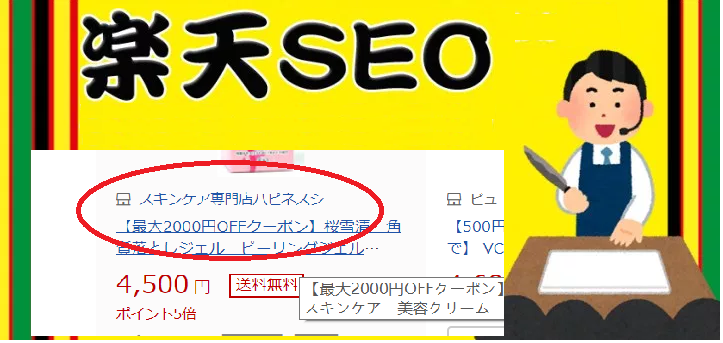 楽天SEO
スキンケア専門店ハピネスシ
【最大2000円OFFクーポン】桜雪清 角
質落とレジェル ピーリングジェル…
4,500円 送料無料
ポイント5倍
【最大2000円OFFクーポン】
スキンケア 美容クリーム
ビュ
【500円
で】 VC